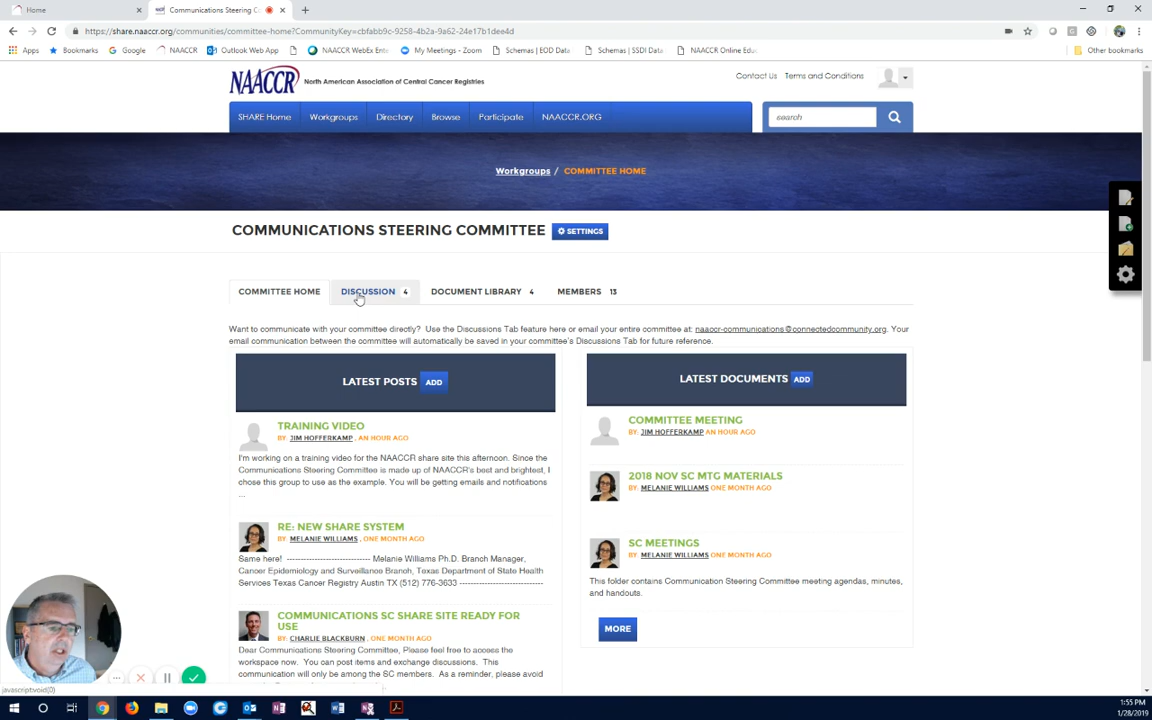 Home
Communications Steering Co
https://share.naaccr.org/communities/committee-home?CommunityKey=cbfabb9c-9258-4b2a-9a62-24e17b1dee4d
Apps Bookmarks Google NAACCR Outlook Web App NAACCR WebEx Ente My Meetings - Zoom Schemas | EOD Data Schemas | SSDI Data NAACCR Online Educ Other bookmarks
NAACCR North American Association of Central Cancer Registries
Contact Us Terms and Conditions
SHARE Home Workgroups Directory Browse Participate NAACCR.ORG
search
Workgroups / COMMITTEE HOME
COMMUNICATIONS STEERING COMMITTEE SETTINGS
COMMITTEE HOME DISCUSSION 4 DOCUMENT LIBRARY 4 MEMBERS 13
Want to communicate with your committee directly? Use the Discussions Tab feature here or email your entire committee at: naaccr-communications@connectedcommunity.org. Your
email communication between the committee will automatically be saved in your committee's Discussions Tab for future reference.
LATEST POSTS ADD
TRAINING VIDEO
BY: JIM HOFFERKAMP , AN HOUR AGO
I'm working on a training video for the NAACCR share site this afternoon. Since the
Communications Steering Committee is made up of NAACCR's best and brightest, I
chose this group to use as the example. You will be getting emails and notifications
...
RE: NEW SHARE SYSTEM
BY: MELANIE WILLIAMS , ONE MONTH AGO
Same here! ------------------------------ Melanie Williams Ph.D. Branch Manager,
Cancer Epidemiology and Surveillance Branch, Texas Department of State Health
Services Texas Cancer Registry Austin TX (512) 776-3633 ------------------------------
COMMUNICATIONS SC SHARE SITE READY FOR
USE
BY: CHARLIE BLACKBURN , ONE MONTH AGO
Dear Communications Steering Committee, Please feel free to access the
workspace now. You can post items and exchange discussions. This
communication will only be among the SC members. As a reminder, please avoid
LATEST DOCUMENTS ADD
COMMITTEE MEETING
BY: JIM HOFFERKAMP AN HOUR AGO
2018 NOV SC MTG MATERIALS
BY: MELANIE WILLIAMS ONE MONTH AGO
SC MEETINGS
BY: MELANIE WILLIAMS ONE MONTH AGO
This folder contains Communication Steering Committee meeting agendas, minutes,
and handouts.
MORE
javascript:void(0)
1:55 PM
1/28/2019